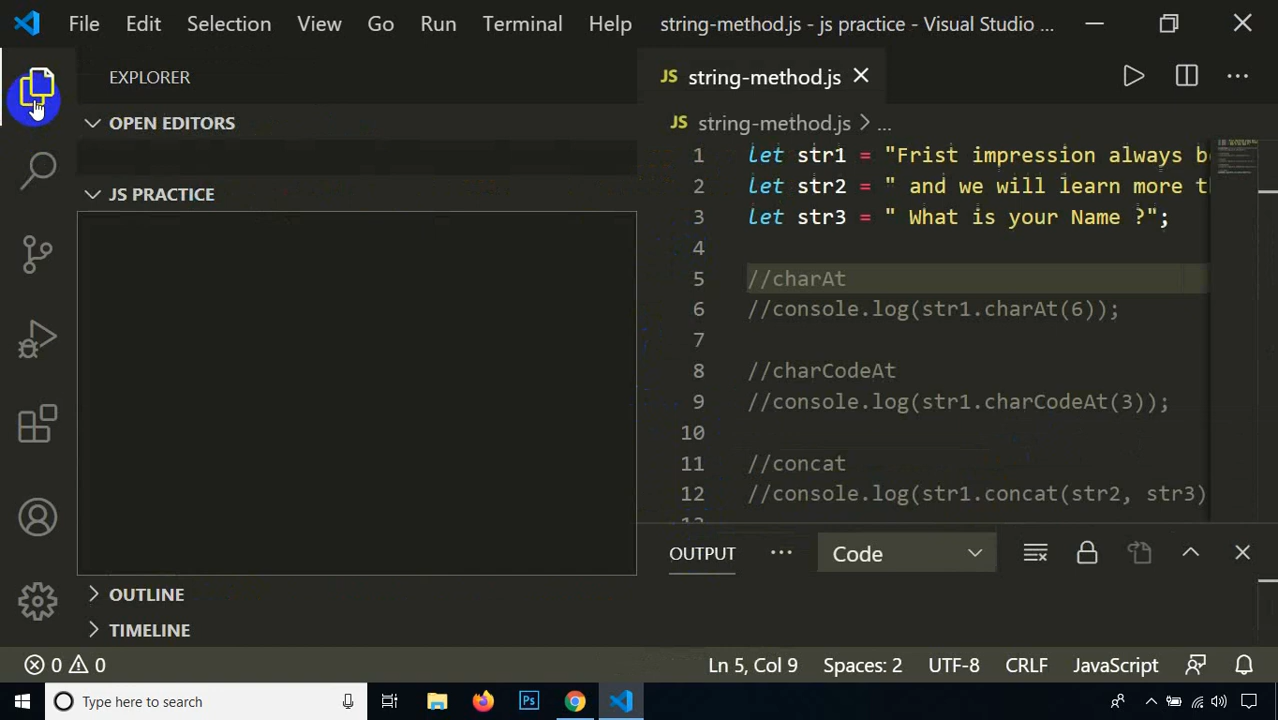 File Edit Selection View Go Run Terminal Help string-method.js - js practice - Visual Studio ...
EXPLORER
OPEN EDITORS
JS PRACTICE
OUTLINE
TIMELINE
JS string-method.js
JS string-method.js > ...
1 let str1 = "Frist impression always
2 let str2 = " and we will learn more
3 let str3 = " What is your Name ?";
4
5 //charAt
6 //console.log(str1.charAt(6));
7
8 //charCodeAt
9 //console.log(str1.charCodeAt(3));
10
11 //concat
12 //console.log(str1.concat(str2, str3)
OUTPUT ... Code
0 0 Ln 5, Col 9 Spaces: 2 UTF-8 CRLF JavaScript
Type here to search Ps